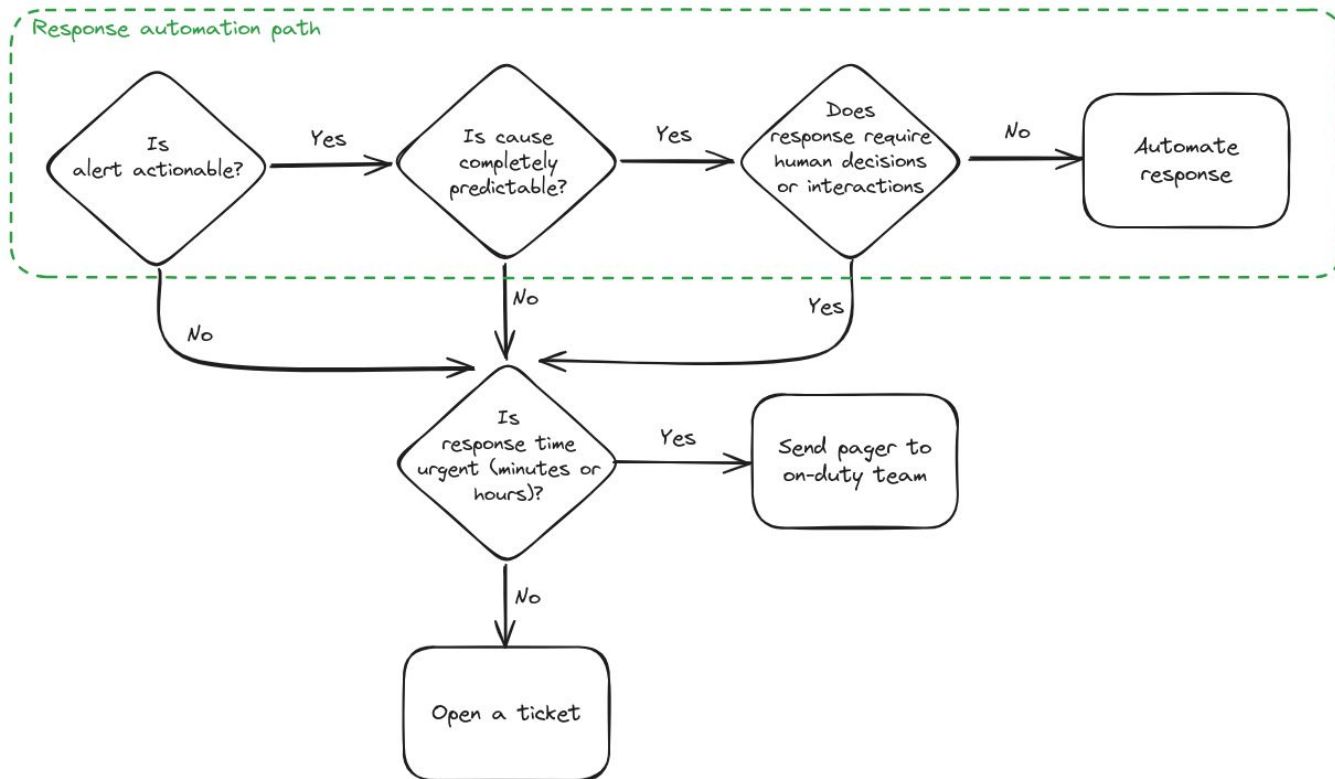 Response automation path
Is
alert actionable?
Yes
Is cause
completely
predictable?
Yes
Does
response require
human decisions
or interactions
No
Automate
response
No
No
Yes
Is
response time
urgent (minutes or
hours)?
Yes
Send pager to
on-duty team
No
Open a ticket